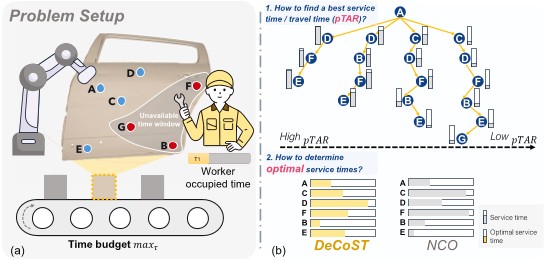 Problem Setup
D
A
C
F
Unavailable
time window
G
E
B
T1
Worker
occupied time
Time budget maxτ
(a)
1. How to find a best service
time / travel time (pTAR)?
A
D
D
C
F
B
D
E
F
F
E
B
B
E
E
G
High pTAR
Low pTAR
2. How to determine
optimal service times?
A
C
D
F
B
E
DeCoST
A
C
D
F
B
E
NCO
Service time
Optimal service
time
(b)